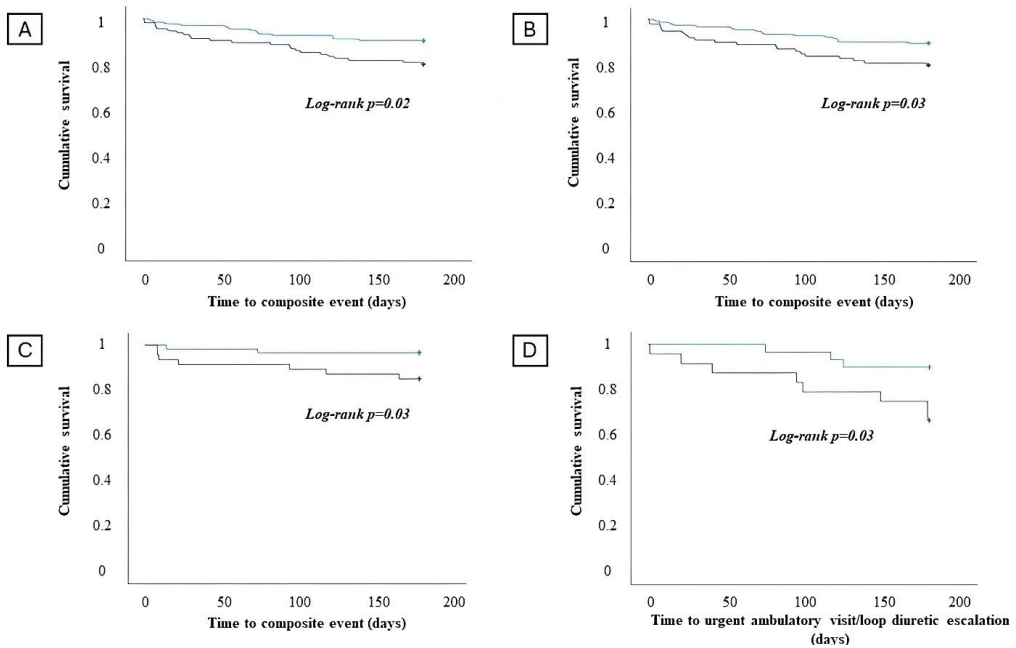 A
1
0.8
0.6
0.4
0.2
0
Cumulative survival
Log-rank p=0.02
0 50 100 150 200
Time to composite event (days)
B
1
0.8
0.6
0.4
0.2
0
Cumulative survival
Log-rank p=0.03
0 50 100 150 200
Time to composite event (days)
C
1
0.8
0.6
0.4
0.2
0
Cumulative survival
Log-rank p=0.03
0 50 100 150 200
Time to composite event (days)
D
1
0.8
0.6
0.4
0.2
0
Cumulative survival
Log-rank p=0.03
0 50 100 150 200
Time to urgent ambulatory visit/loop diuretic escalation
(days)